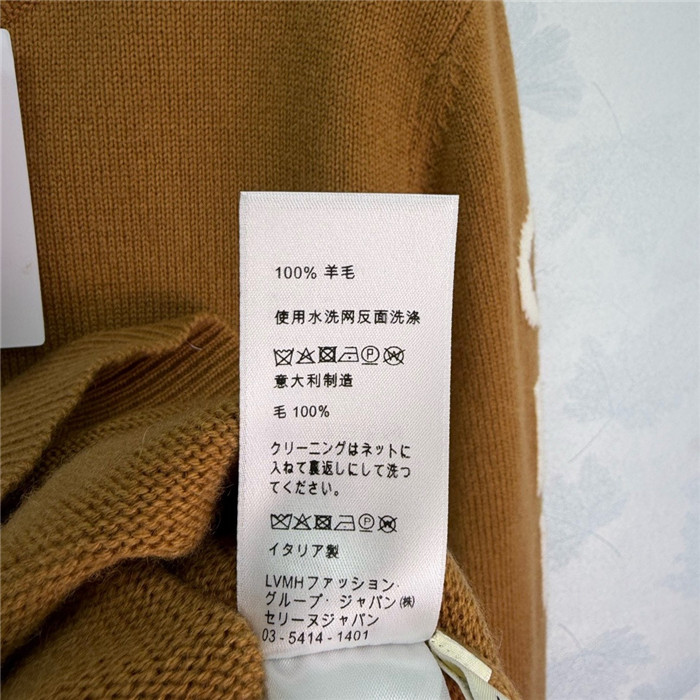 100% 羊毛
使用水洗网反面洗涤
意大利制造
毛 100%
クリーニングはネットに
入ねて裏返しにして洗つ
てください。
イタリア製
LVMHファッション·
グループ· ジャパン(株)
セリーヌジャパン
03-5414-1401